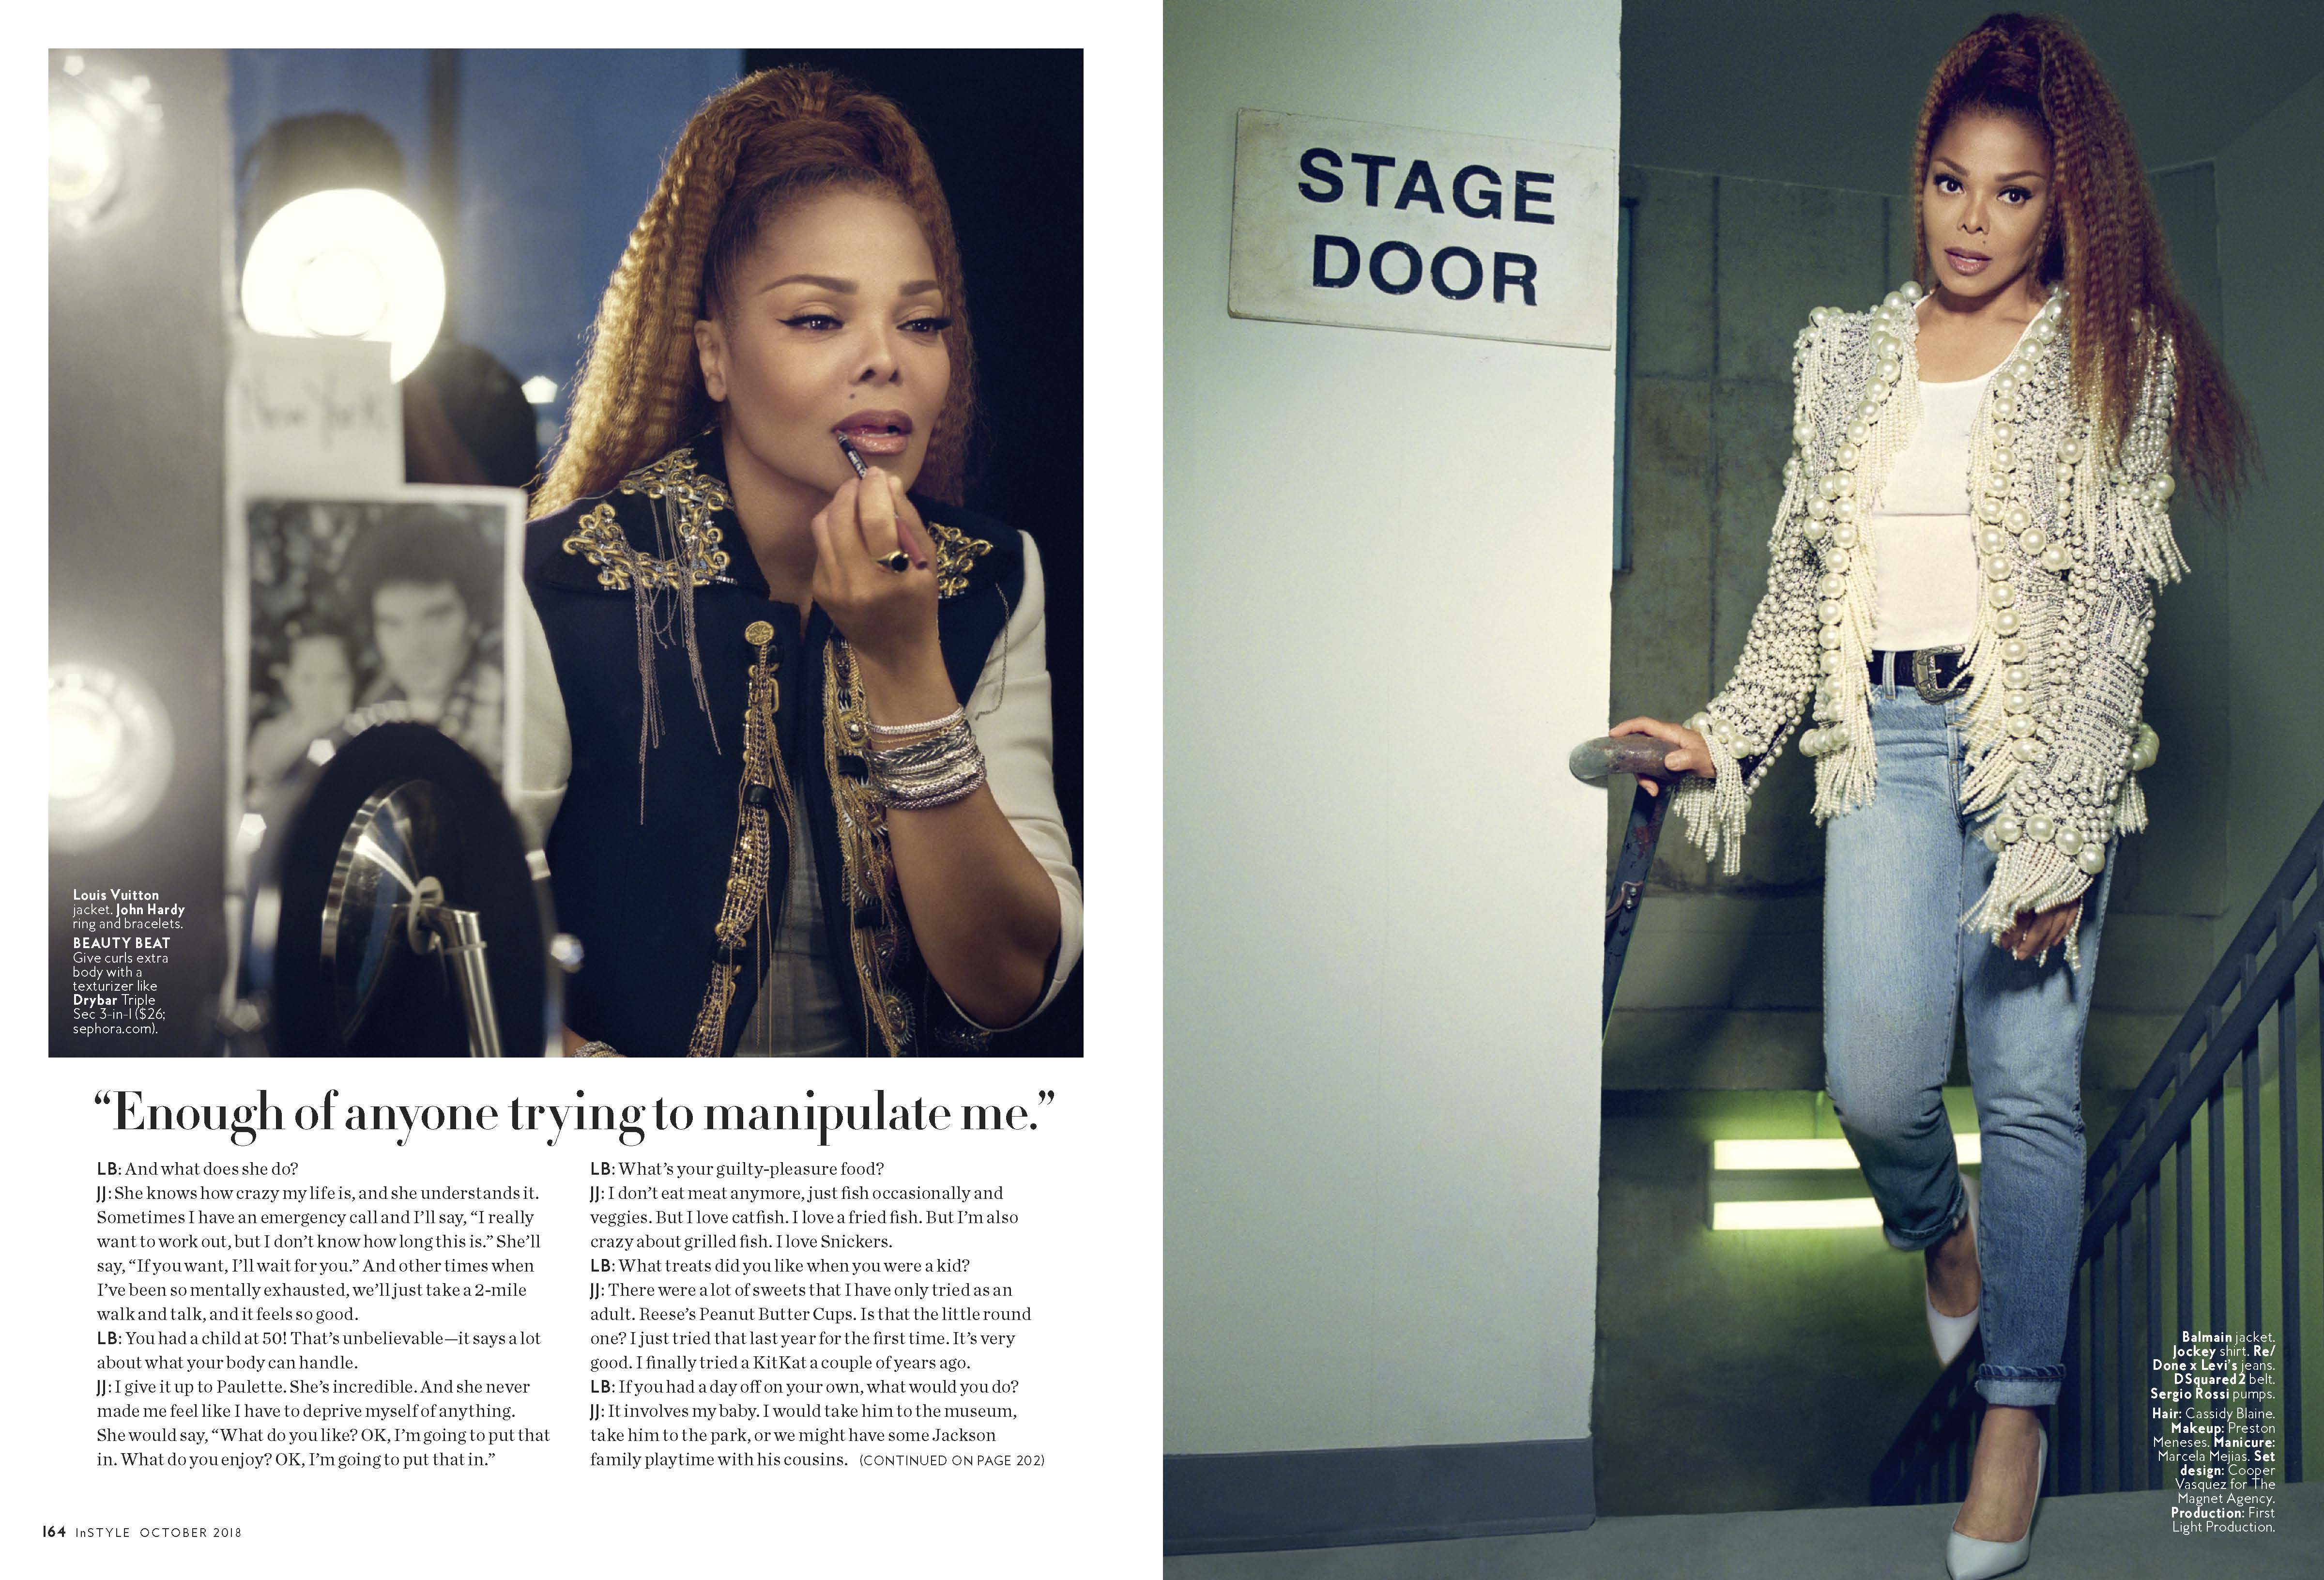 New York
STAGE
DOOR
Louis Vuitton
jacket. John Hardy
ring and bracelets.
BEAUTY BEAT
Give curls extra
body with a
texturizer like
Drybar Triple
Sec 3-in-1 ($26;
sephora.com).
“Enough of anyone trying to manipulate me.”
LB: And what does she do?
JJ: She knows how crazy my life is, and she understands it.
Sometimes I have an emergency call and I’ll say, “I really
want to work out, but I don’t know how long this is.” She’ll
say, “If you want, I’ll wait for you.” And other times when
I’ve been so mentally exhausted, we’ll just take a 2-mile
walk and talk, and it feels so good.
LB: You had a child at 50! That’s unbelievable—it says a lot
about what your body can handle.
JJ: I give it up to Paulette. She’s incredible. And she never
made me feel like I have to deprive myself of anything.
She would say, “What do you like? OK, I’m going to put that
in. What do you enjoy? OK, I’m going to put that in.”
LB: What’s your guilty-pleasure food?
JJ: I don’t eat meat anymore, just fish occasionally and
veggies. But I love catfish. I love a fried fish. But I’m also
crazy about grilled fish. I love Snickers.
LB: What treats did you like when you were a kid?
JJ: There were a lot of sweets that I have only tried as an
adult. Reese’s Peanut Butter Cups. Is that the little round
one? I just tried that last year for the first time. It’s very
good. I finally tried a KitKat a couple of years ago.
LB: If you had a day off on your own, what would you do?
JJ: It involves my baby. I would take him to the museum,
take him to the park, or we might have some Jackson
family playtime with his cousins. (CONTINUED ON PAGE 202)
164 InSTYLE OCTOBER 2018
Balmain jacket.
Jockey shirt. Re/
Done x Levi’s jeans.
DSquared2 belt.
Sergio Rossi pumps.
Hair: Cassidy Blaine.
Makeup: Preston
Meneses. Manicure:
Marcela Mejias. Set
design: Cooper
Vasquez for The
Magnet Agency.
Production: First
Light Production.